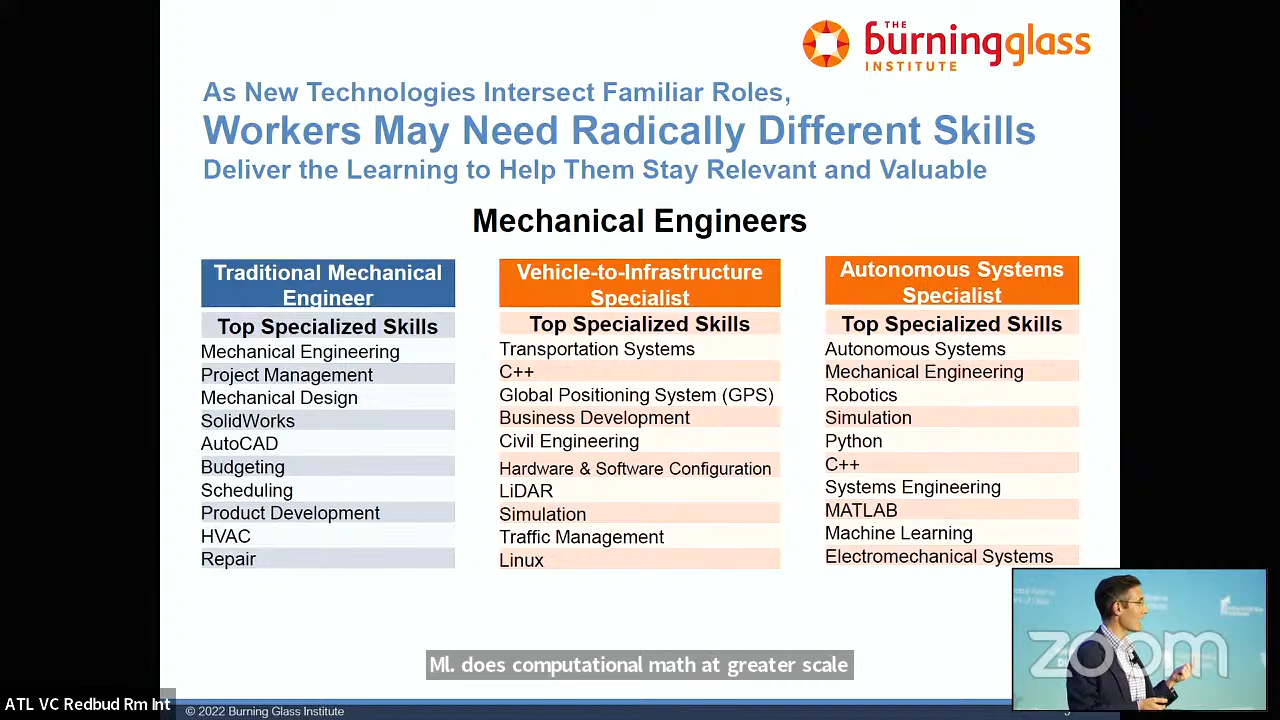 THE
burningglass
INSTITUTE
As New Technologies Intersect Familiar Roles,
Workers May Need Radically Different Skills
Deliver the Learning to Help Them Stay Relevant and Valuable
Mechanical Engineers
Traditional Mechanical
Engineer
Top Specialized Skills
Mechanical Engineering
Project Management
Mechanical Design
SolidWorks
AutoCAD
Budgeting
Scheduling
Product Development
HVAC
Repair
Vehicle-to-Infrastructure
Specialist
Top Specialized Skills
Transportation Systems
C++
Global Positioning System (GPS)
Business Development
Civil Engineering
Hardware & Software Configuration
LiDAR
Simulation
Traffic Management
Linux
Autonomous Systems
Specialist
Top Specialized Skills
Autonomous Systems
Mechanical Engineering
Robotics
Simulation
Python
C++
Systems Engineering
MATLAB
Machine Learning
Electromechanical Systems
zoom
Ml. does computational math at greater scale
ATL VC Redbud Rm Int
© 2022 Burning Glass Institute